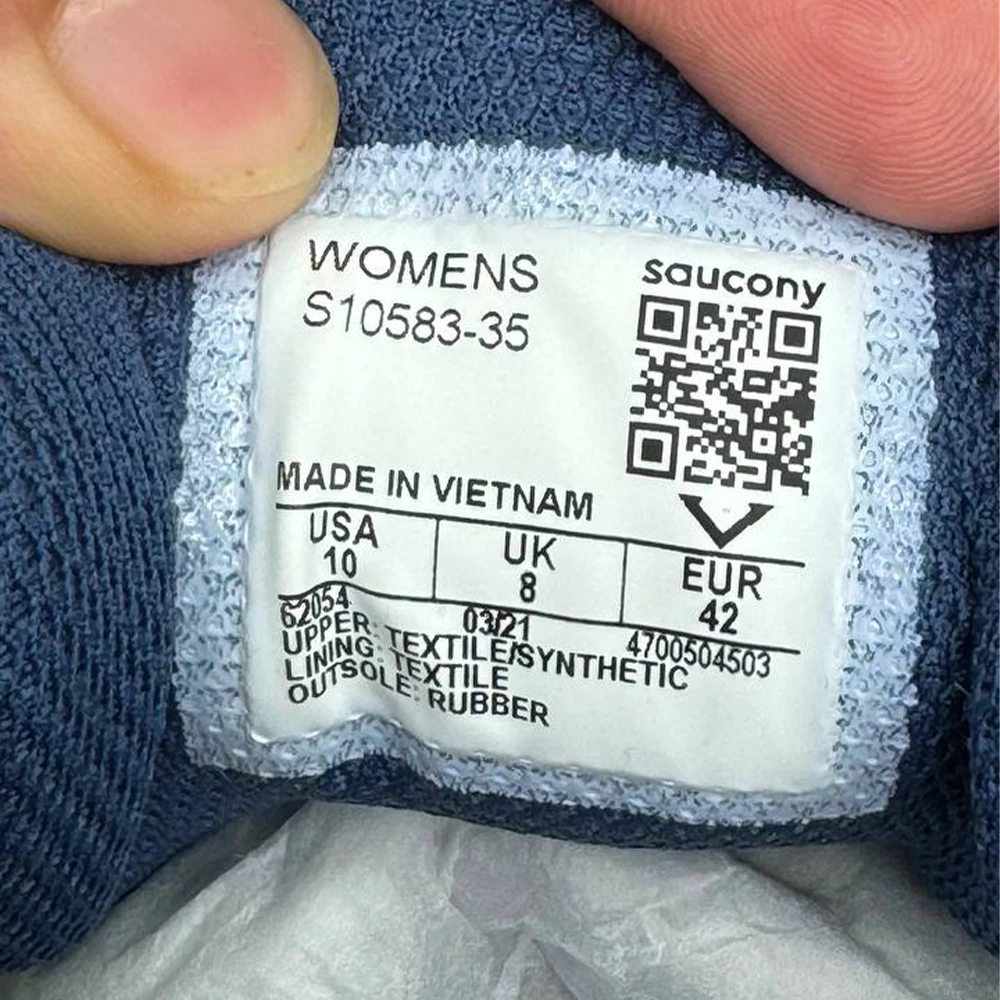 WOMENS
S10583-35
saucony
MADE IN VIETNAM
USA UK EUR
10 8 42
62054 03/21 4700504503
UPPER: TEXTILE/SYNTHETIC
LINING: TEXTILE
OUTSOLE: RUBBER